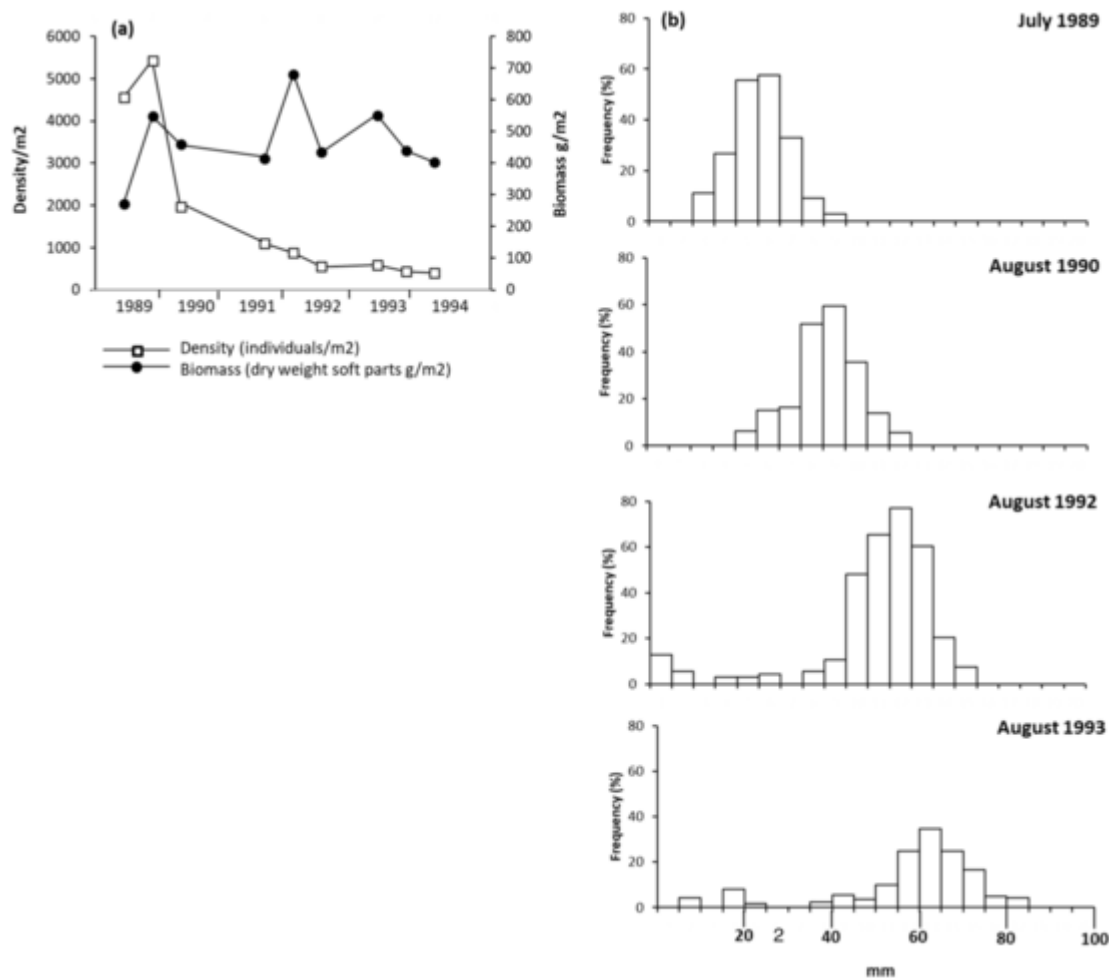 (a)
6000
5000
4000
3000
2000
1000
0
Density/m2
800
700
600
500
400
300
200
100
0
Biomass g/m2
1989 1990 1991 1992 1993 1994
Density (individuals/m2)
Biomass (dry weight soft parts g/m2)
(b)
July 1989
80
60
40
20
0
Frequency (%)
August 1990
80
60
40
20
0
Frequency (%)
August 1992
80
60
40
20
0
Frequency (%)
August 1993
80
60
40
20
0
Frequency (%)
20 2 40 60 80 100
mm